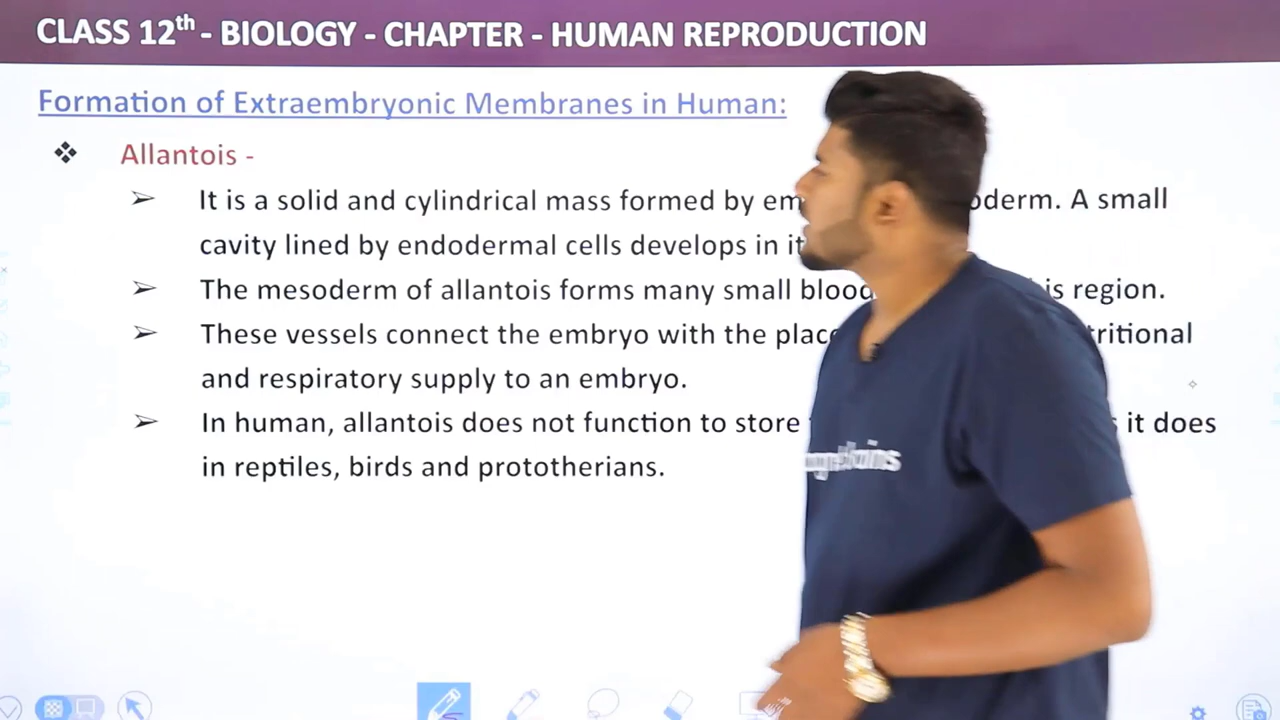 CLASS 12th - BIOLOGY - CHAPTER - HUMAN REPRODUCTION
Formation of Extraembryonic Membranes in Human:
❖ Allantois -
➢ It is a solid and cylindrical mass formed by em oderm. A small
cavity lined by endodermal cells develops in it
➢ The mesoderm of allantois forms many small blood is region.
➢ These vessels connect the embryo with the place tritional
and respiratory supply to an embryo.
➢ In human, allantois does not function to store it does
in reptiles, birds and prototherians.